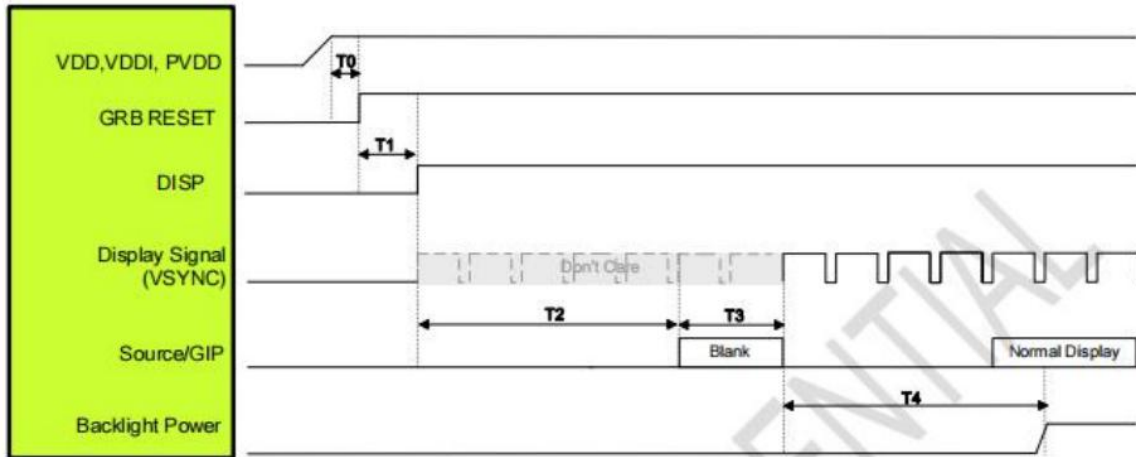 VDD,VDDI, PVDD
T0
GRB RESET
T1
DISP
Display Signal
(VSYNC)
Don't Care
T2
T3
Source/GIP
Blank
Normal Display
T4
Backlight Power
ENTIAL